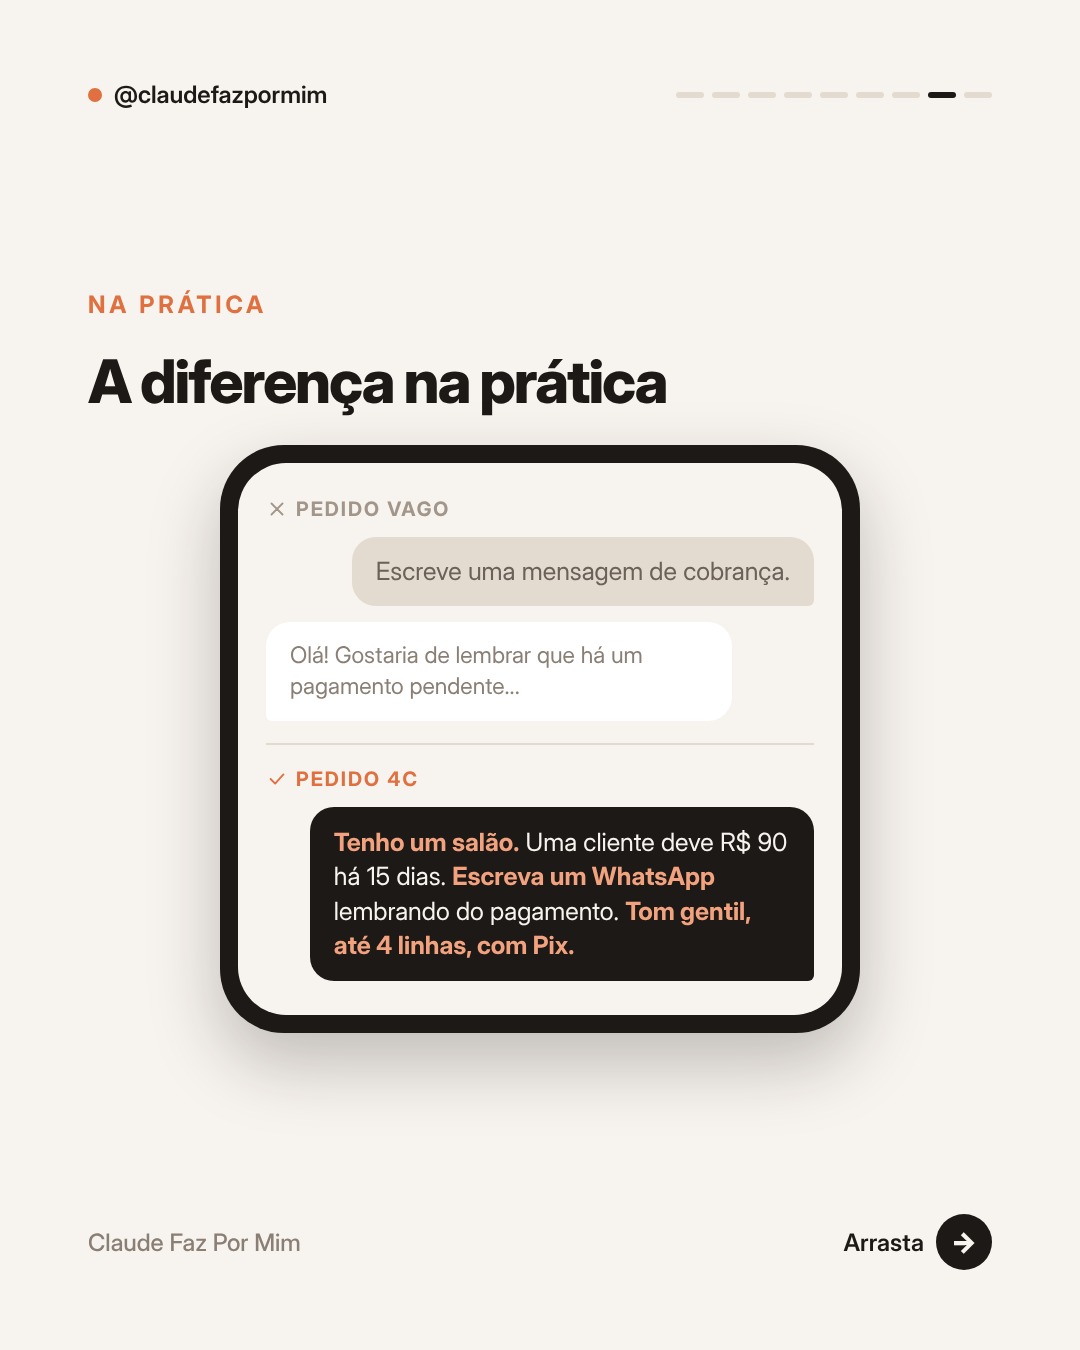 @claudefazpormim
NA PRÁTICA
A diferença na prática
PEDIDO VAGO
Escreve uma mensagem de cobrança.
Olá! Gostaria de lembrar que há um
pagamento pendente...
PEDIDO 4C
Tenho um salão. Uma cliente deve R$ 90
há 15 dias. Escreva um WhatsApp
lembrando do pagamento. Tom gentil,
até 4 linhas, com Pix.
Claude Faz Por Mim
Arrasta